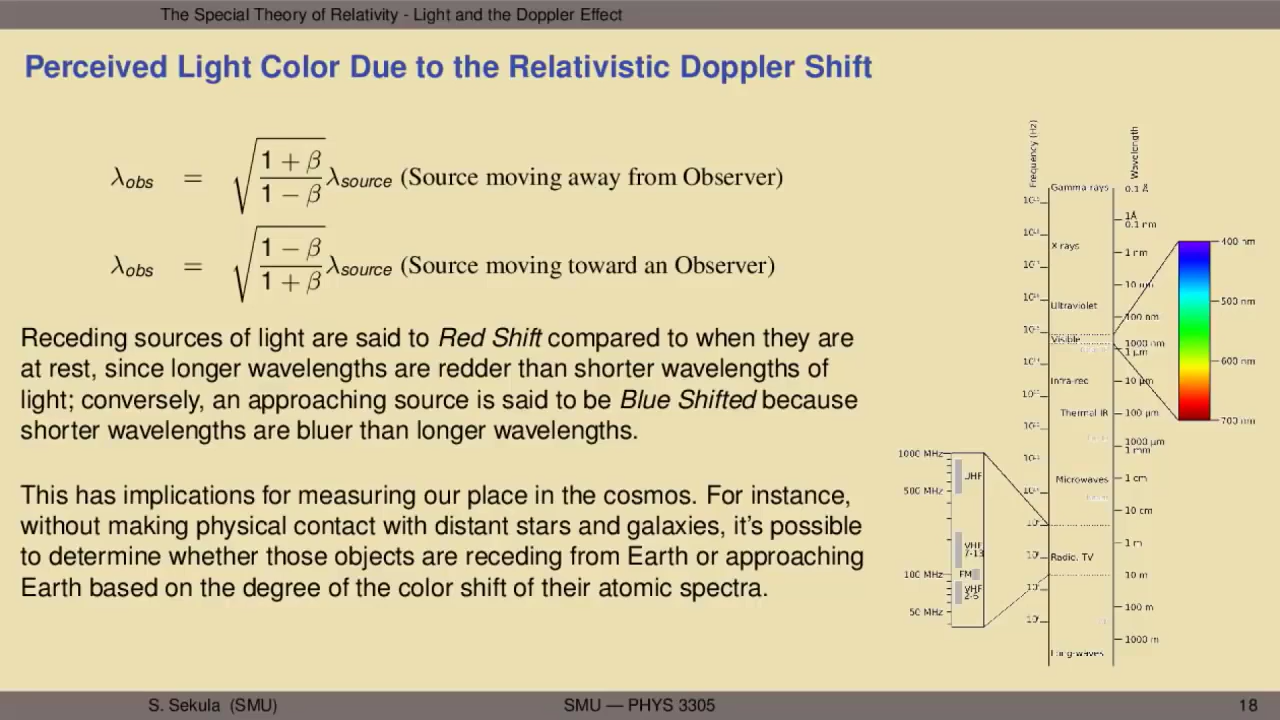 The Special Theory of Relativity - Light and the Doppler Effect
Perceived Light Color Due to the Relativistic Doppler Shift
λobs = √((1 + β)/(1 − β)) λsource (Source moving away from Observer)
λobs = √((1 − β)/(1 + β)) λsource (Source moving toward an Observer)
Receding sources of light are said to Red Shift compared to when they are
at rest, since longer wavelengths are redder than shorter wavelengths of
light; conversely, an approaching source is said to be Blue Shifted because
shorter wavelengths are bluer than longer wavelengths.
This has implications for measuring our place in the cosmos. For instance,
without making physical contact with distant stars and galaxies, it's possible
to determine whether those objects are receding from Earth or approaching
Earth based on the degree of the color shift of their atomic spectra.
Frequency (Hz)
Wavelength
Gamma rays
0.1 Å
1Å
0.1 nm
X rays
1 nm
10 nm
Ultraviolet
100 nm
Visible
1000 nm
1 µm
Infra-red
10 µm
Thermal IR
100 µm
1000 µm
1 mm
Microwaves
1 cm
10 cm
1 m
Radio, TV
10 m
100 m
1000 m
Long-waves
400 nm
500 nm
600 nm
700 nm
1000 MHz
UHF
500 MHz
VHF
7-13
100 MHz
FM
VHF
2-6
50 MHz
S. Sekula (SMU)
SMU — PHYS 3305
18